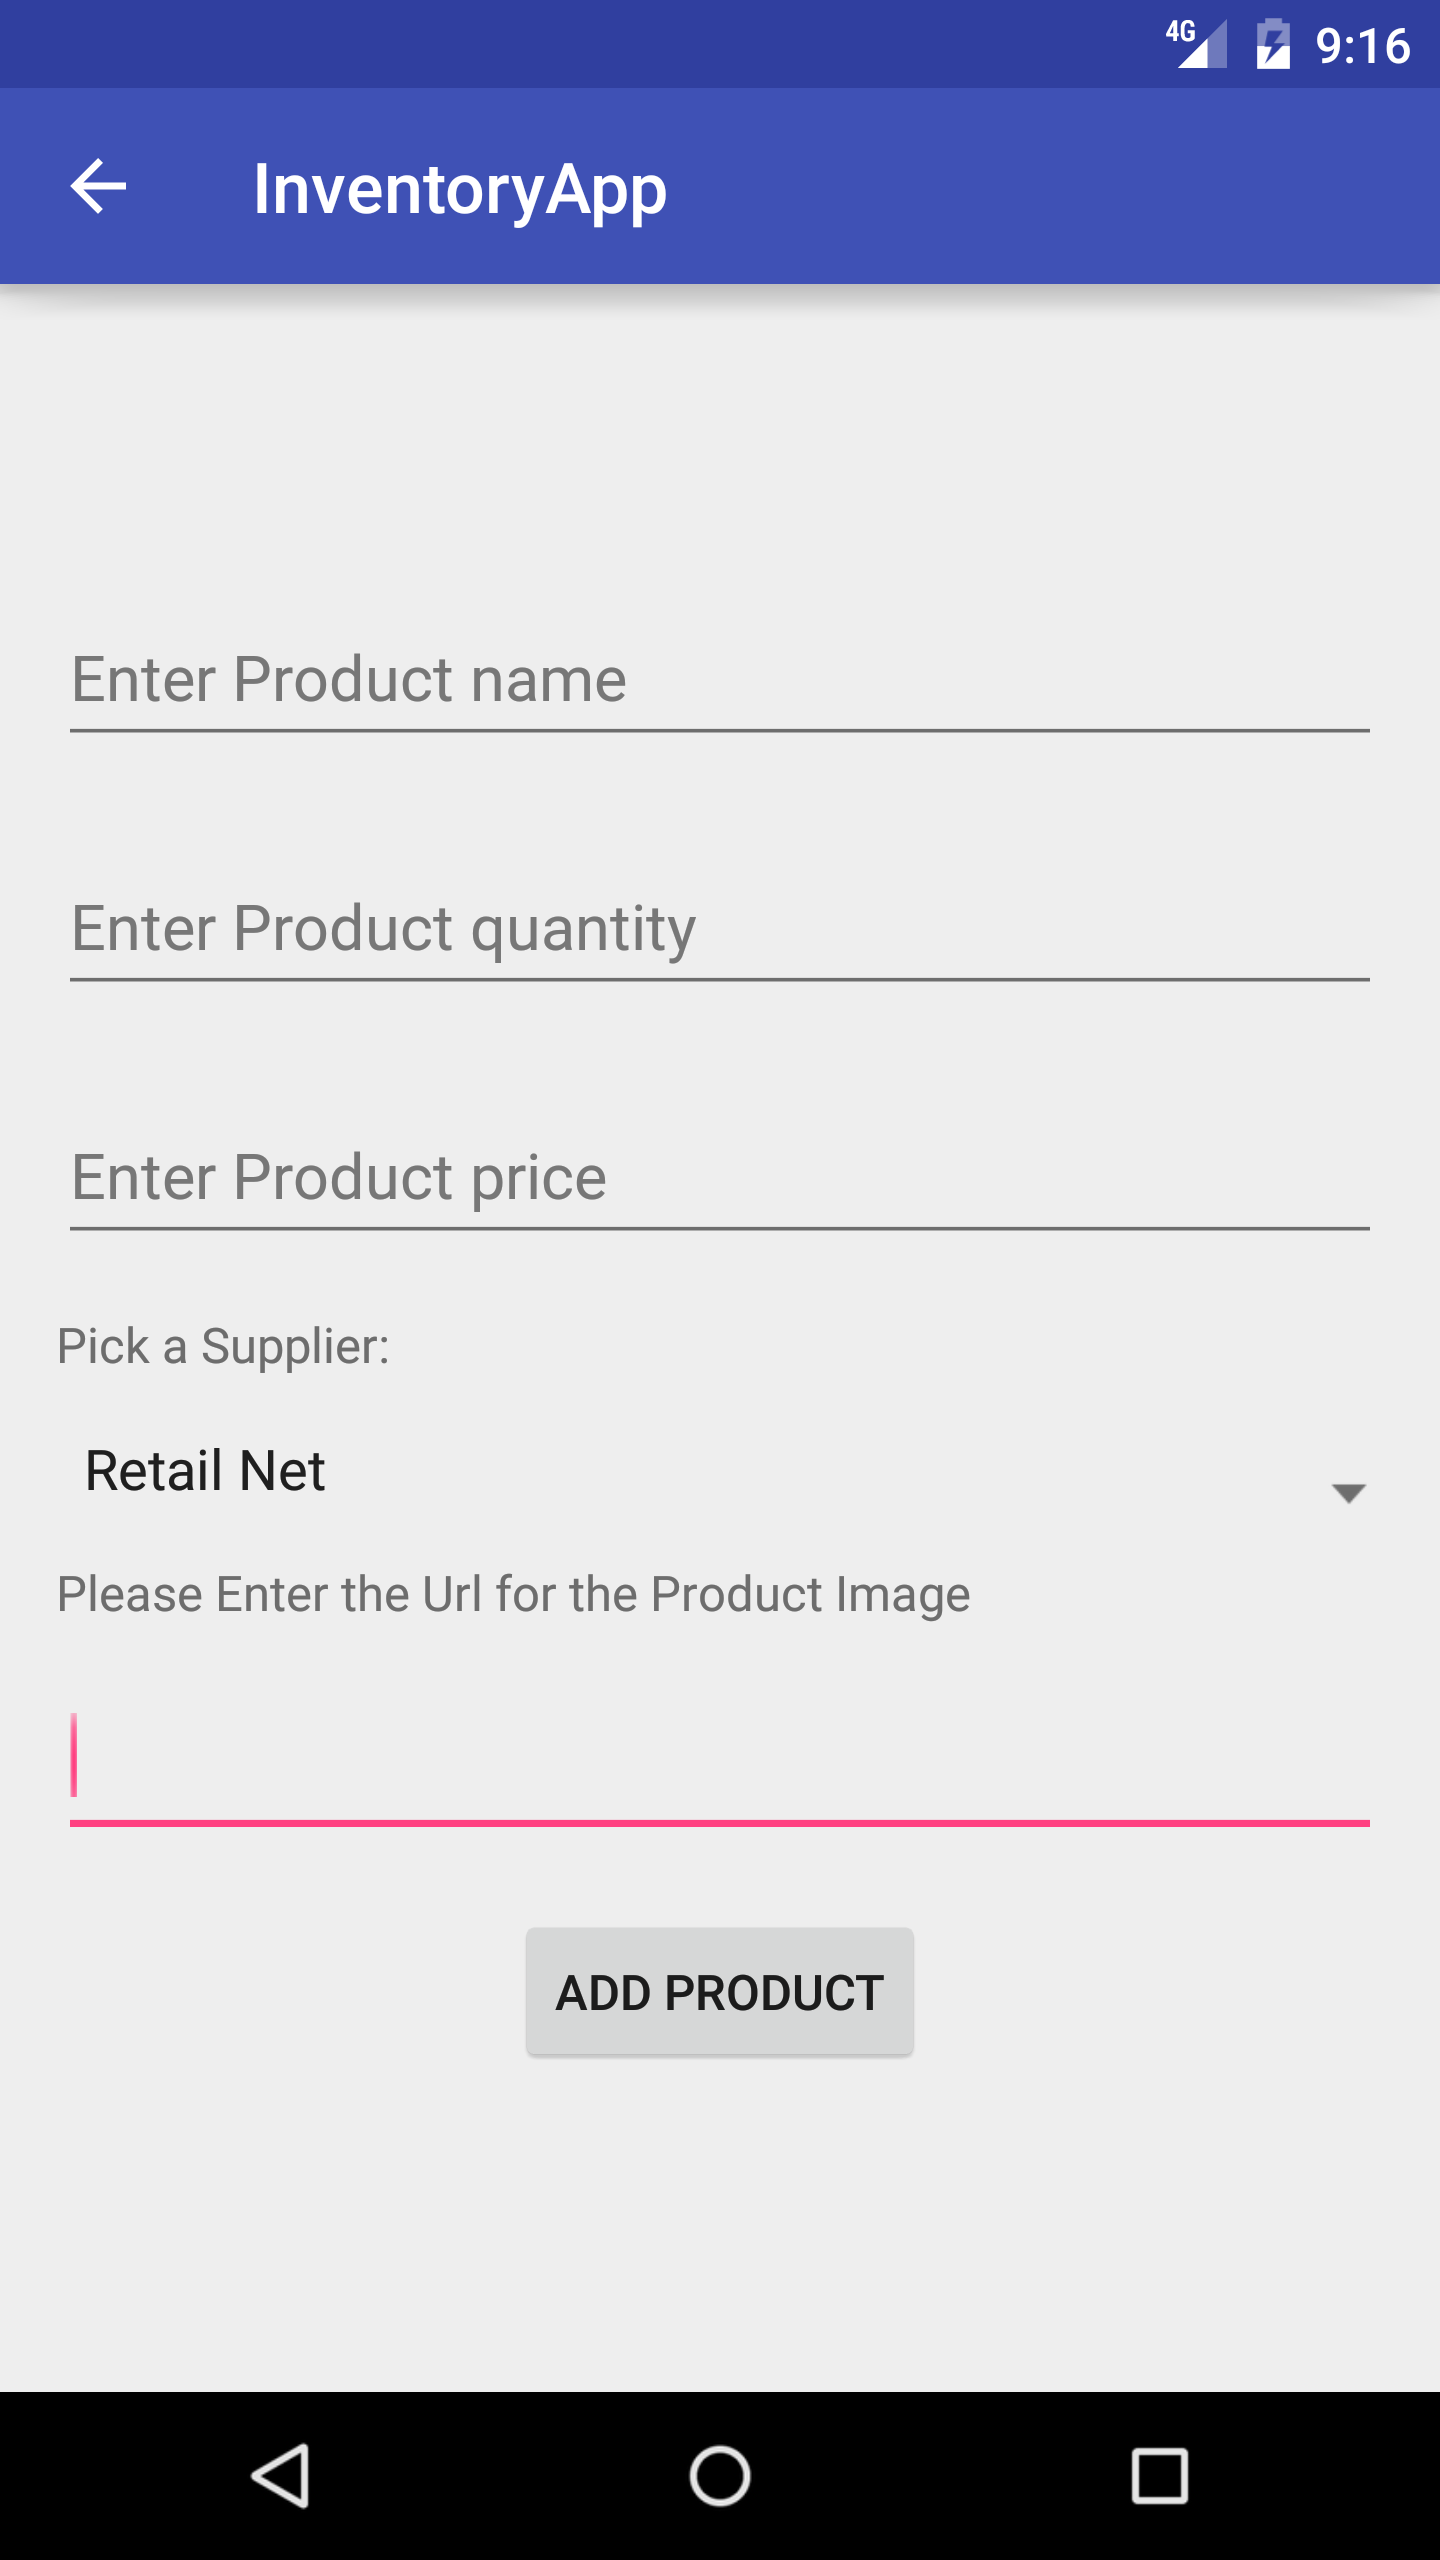 4G 9:16
InventoryApp
Enter Product name
Enter Product quantity
Enter Product price
Pick a Supplier:
Retail Net
Please Enter the Url for the Product Image
ADD PRODUCT